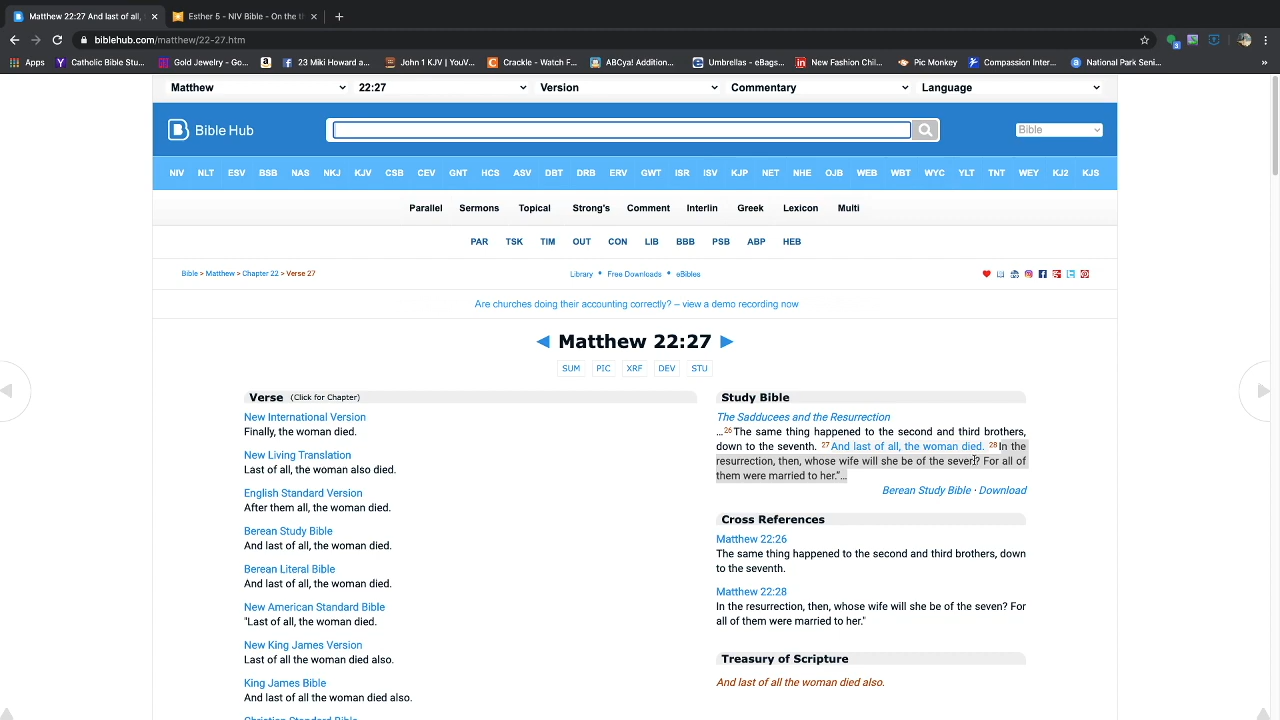 Matthew 22:27 And last of all,
Esther 5 - NIV Bible - On the th
biblehub.com/matthew/22-27.htm
Apps
Catholic Bible Stu...
Gold Jewelry - Go...
23 Miki Howard a...
John 1 KJV | YouV...
Crackle - Watch F...
ABCya! Addition...
Umbrellas - eBags...
New Fashion Chil...
Pic Monkey
Compassion Inter...
National Park Seni...
»
Matthew
22:27
Version
Commentary
Language
Bible Hub
Bible
NIV NLT ESV BSB NAS NKJ KJV CSB CEV GNT HCS ASV DBT DRB ERV GWT ISR ISV KJP NET NHE OJB WEB WBT WYC YLT TNT WEY KJ2 KJS
Parallel Sermons Topical Strong's Comment Interlin Greek Lexicon Multi
PAR TSK TIM OUT CON LIB BBB PSB ABP HEB
Bible > Matthew > Chapter 22 > Verse 27
Library • Free Downloads • eBibles
Are churches doing their accounting correctly? – view a demo recording now
◄ Matthew 22:27 ►
SUM PIC XRF DEV STU
Verse (Click for Chapter)
New International Version
Finally, the woman died.
New Living Translation
Last of all, the woman also died.
English Standard Version
After them all, the woman died.
Berean Study Bible
And last of all, the woman died.
Berean Literal Bible
And last of all, the woman died.
New American Standard Bible
"Last of all, the woman died.
New King James Version
Last of all the woman died also.
King James Bible
And last of all the woman died also.
Christian Standard Bible
Study Bible
The Sadducees and the Resurrection
…26The same thing happened to the second and third brothers,
down to the seventh. 27And last of all, the woman died. 28In the
resurrection, then, whose wife will she be of the seven? For all of
them were married to her.”…
Berean Study Bible · Download
Cross References
Matthew 22:26
The same thing happened to the second and third brothers, down
to the seventh.
Matthew 22:28
In the resurrection, then, whose wife will she be of the seven? For
all of them were married to her."
Treasury of Scripture
And last of all the woman died also.